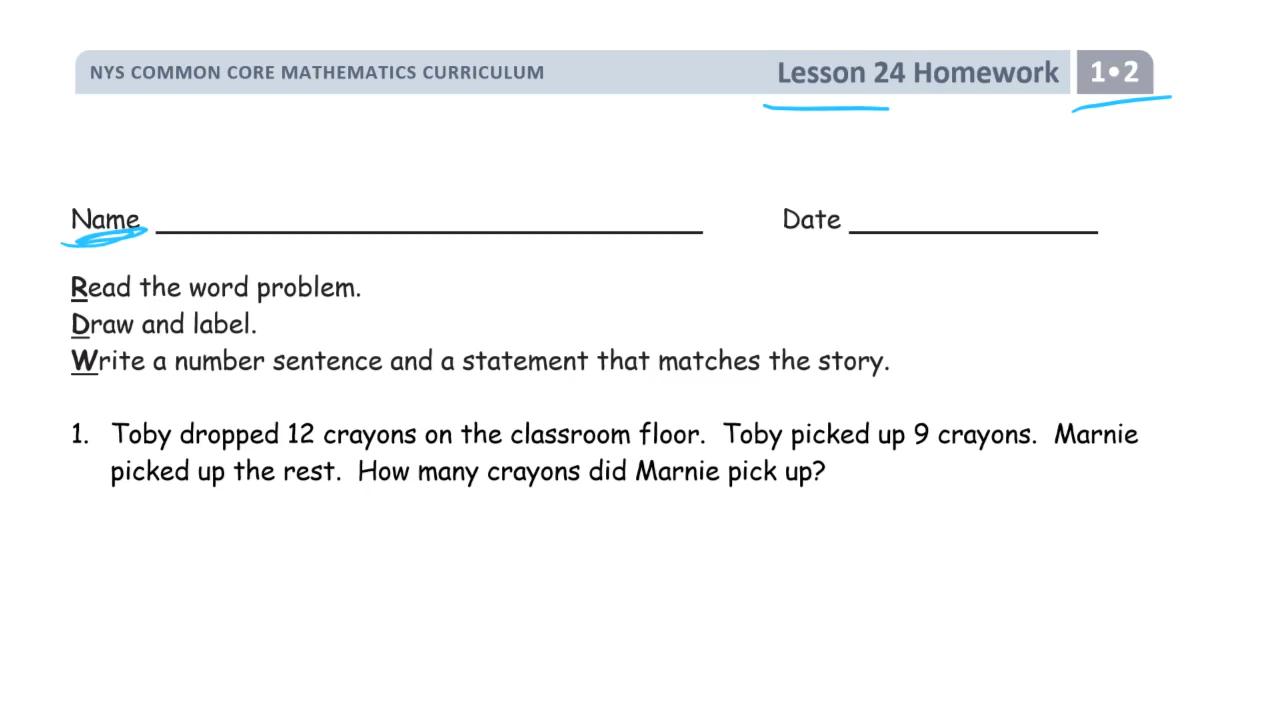 NYS COMMON CORE MATHEMATICS CURRICULUM Lesson 24 Homework 1•2
Name Date
Read the word problem.
Draw and label.
Write a number sentence and a statement that matches the story.
1. Toby dropped 12 crayons on the classroom floor. Toby picked up 9 crayons. Marnie
picked up the rest. How many crayons did Marnie pick up?